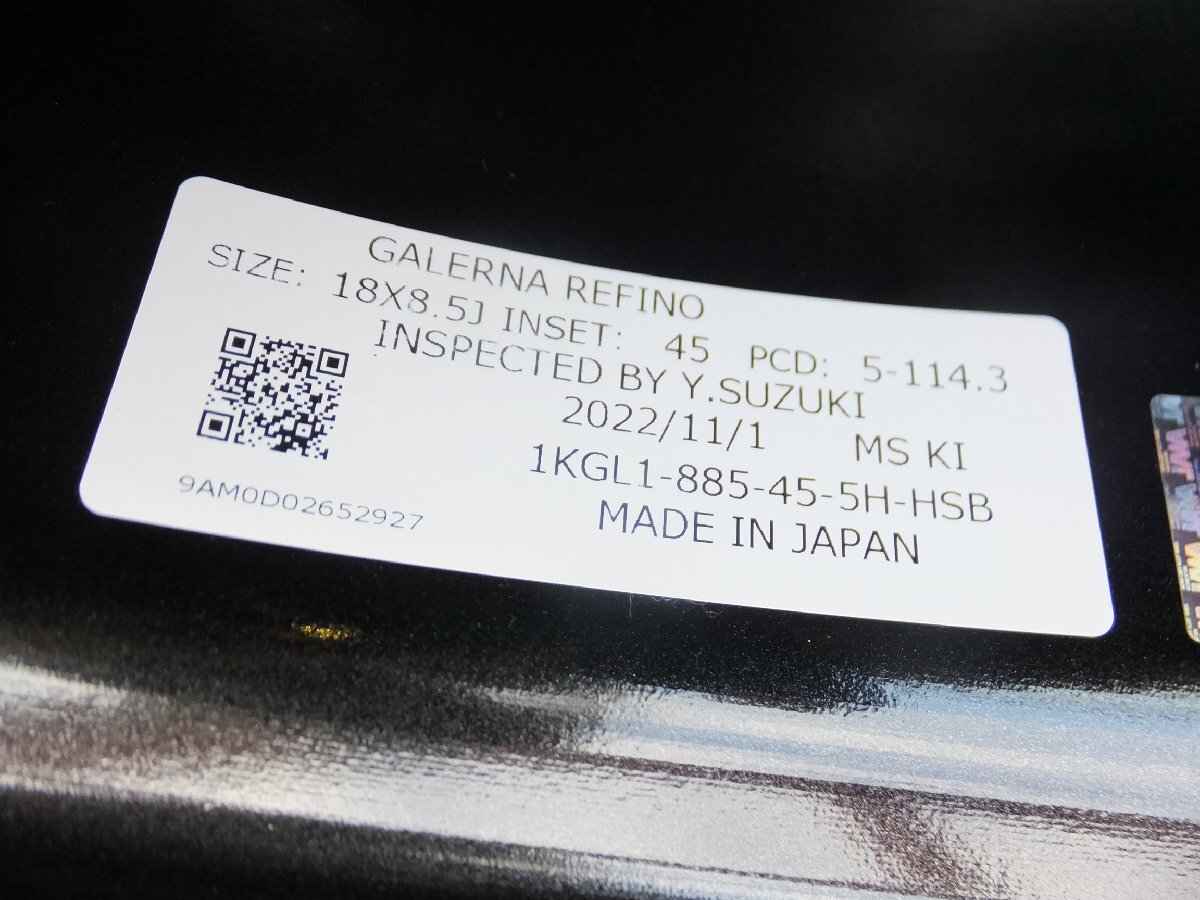 GALERNA REFINO
SIZE: 18X8.5J INSET: 45 PCD: 5-114.3
INSPECTED BY Y.SUZUKI
2022/11/1 MS KI
1KGL1-885-45-5H-HSB
MADE IN JAPAN
9AM0D02652927